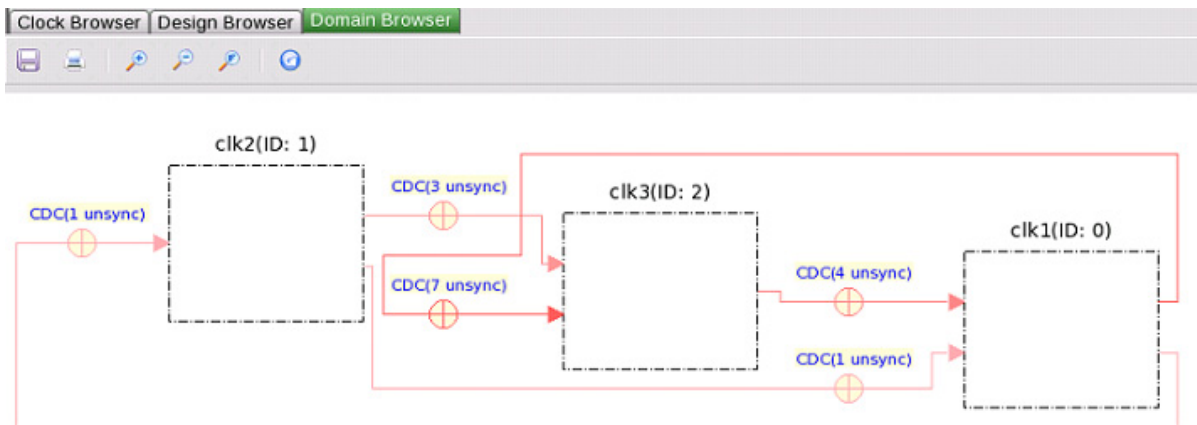 Clock Browser Design Browser Domain Browser
clk2(ID: 1)
CDC(3 unsync)
clk3(ID: 2)
CDC(1 unsync)
clk1(ID: 0)
CDC(4 unsync)
CDC(7 unsync)
CDC(1 unsync)